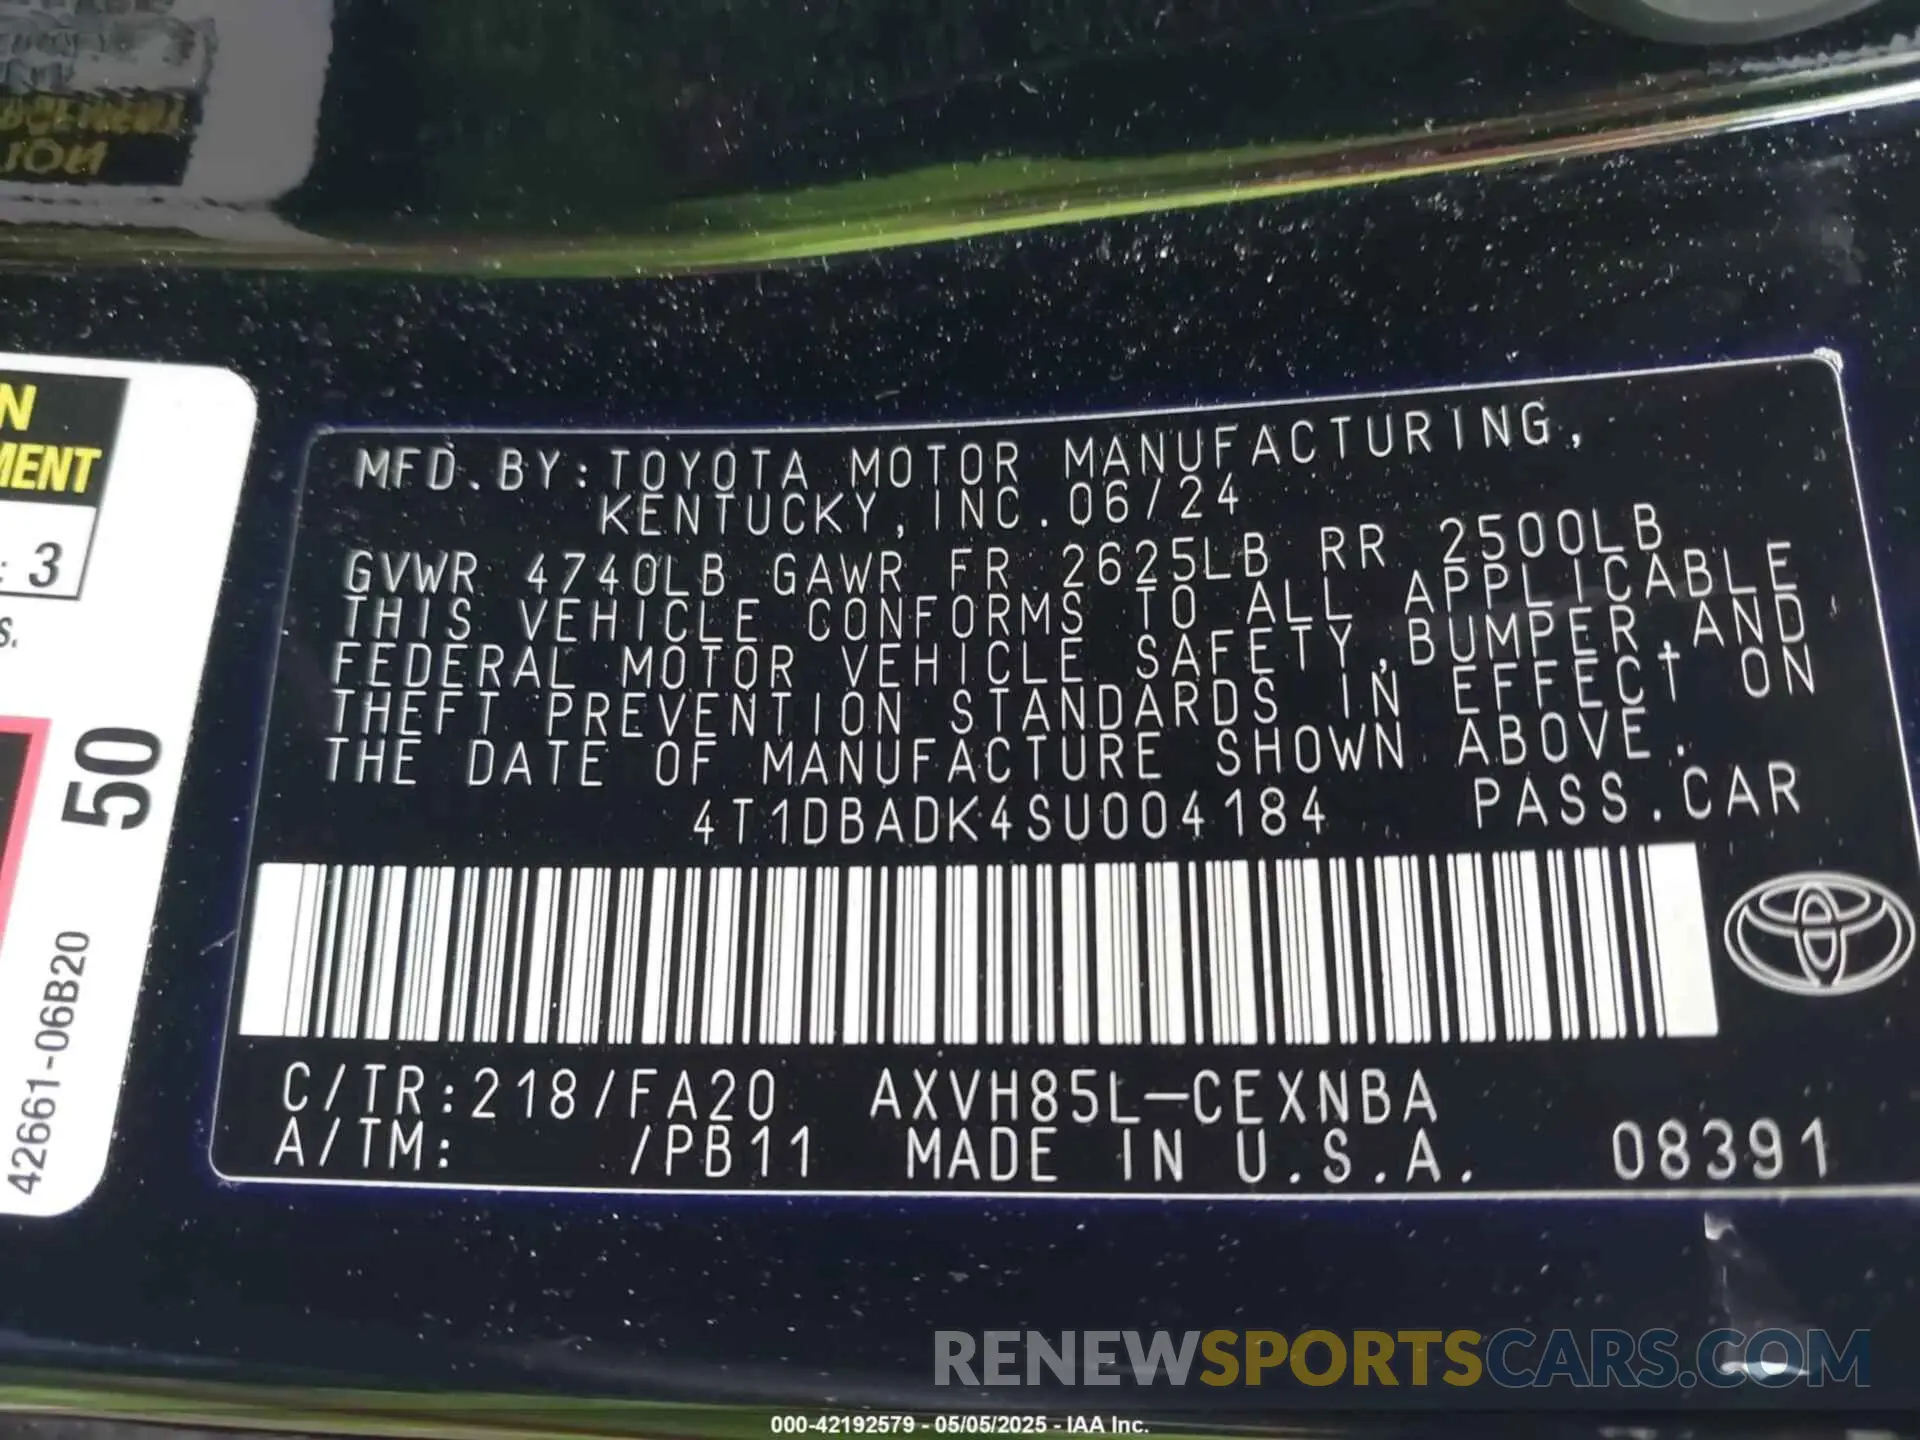 N
MENT
: 3
S.
50
42661-06B20
MFD.BY:TOYOTA MOTOR MANUFACTURING,
KENTUCKY,INC.06/24
GVWR 4740LB GAWR FR 2625LB RR 2500LB
THIS VEHICLE CONFORMS TO ALL APPLICABLE
FEDERAL MOTOR VEHICLE SAFETY,BUMPER,AND
THEFT PREVENTION STANDARDS IN EFFECT ON
THE DATE OF MANUFACTURE SHOWN ABOVE.
4T1DBADK4SU004184 PASS.CAR
C/TR:218/FA20 AXVH85L-CEXNBA
A/TM: /PB11 MADE IN U.S.A. 08391
RENEWSPORTSCARS.COM
000-42192579 - 05/05/2025 - IAA Inc.